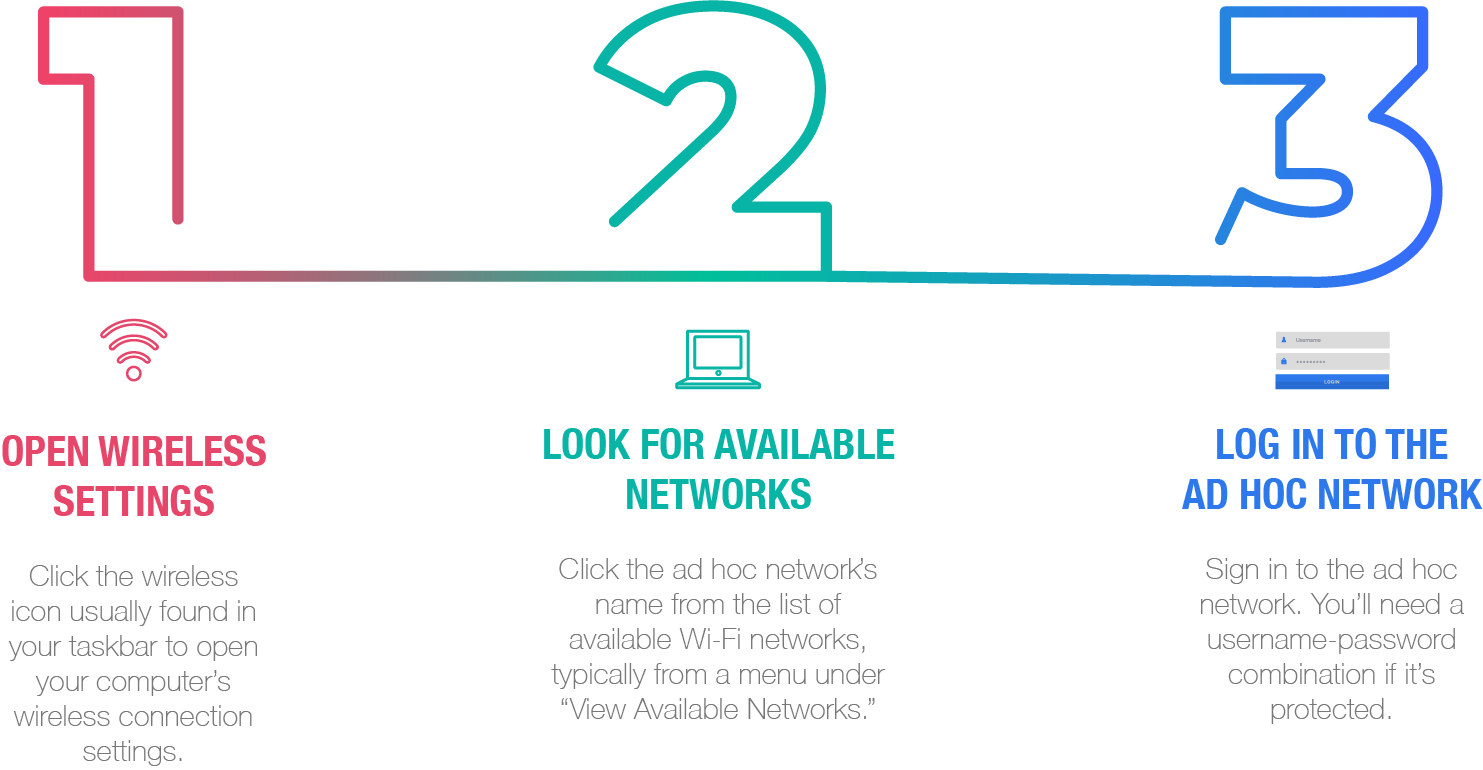 1
2
3
OPEN WIRELESS
SETTINGS
Click the wireless
icon usually found in
your taskbar to open
your computer’s
wireless connection
settings.
LOOK FOR AVAILABLE
NETWORKS
Click the ad hoc network’s
name from the list of
available Wi-Fi networks,
typically from a menu under
“View Available Networks.”
Username
*********
LOGIN
LOG IN TO THE
AD HOC NETWORK
Sign in to the ad hoc
network. You’ll need a
username-password
combination if it’s
protected.